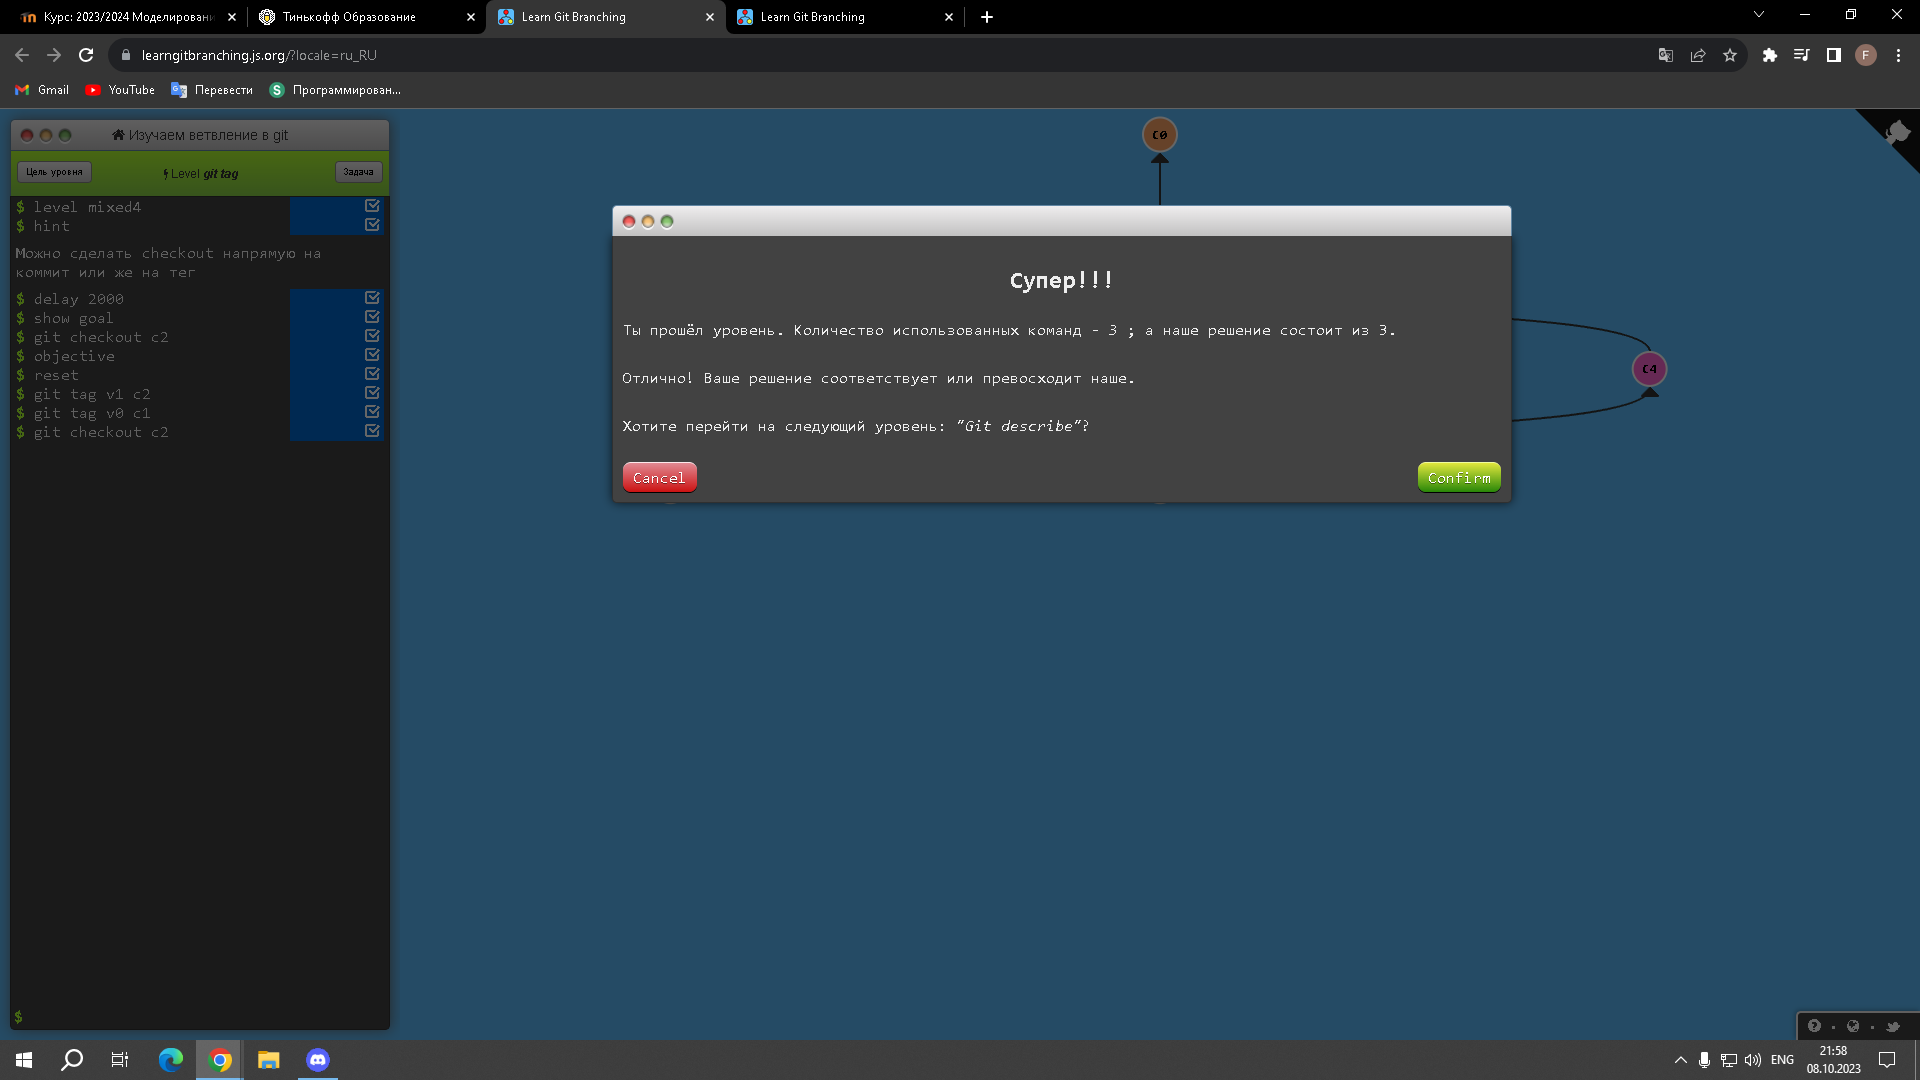 Курс: 2023/2024 Моделировани
Тинькофф Образование
Learn Git Branching
Learn Git Branching
learngitbranching.js.org/?locale=ru_RU
F
Gmail
YouTube
Перевести
Программирован...
Изучаем ветвление в git
Цель уровня
Level git tag
Задача
$ level mixed4
$ hint
Можно сделать checkout напрямую на
коммит или же на тег
$ delay 2000
$ show goal
$ git checkout c2
$ objective
$ reset
$ git tag v1 c2
$ git tag v0 c1
$ git checkout c2
$
C0
C4
Супер!!!
Ты прошёл уровень. Количество использованных команд - 3 ; а наше решение состоит из 3.
Отлично! Ваше решение соответствует или превосходит наше.
Хотите перейти на следующий уровень: "Git describe"?
Cancel
Confirm
ENG
21:58
08.10.2023